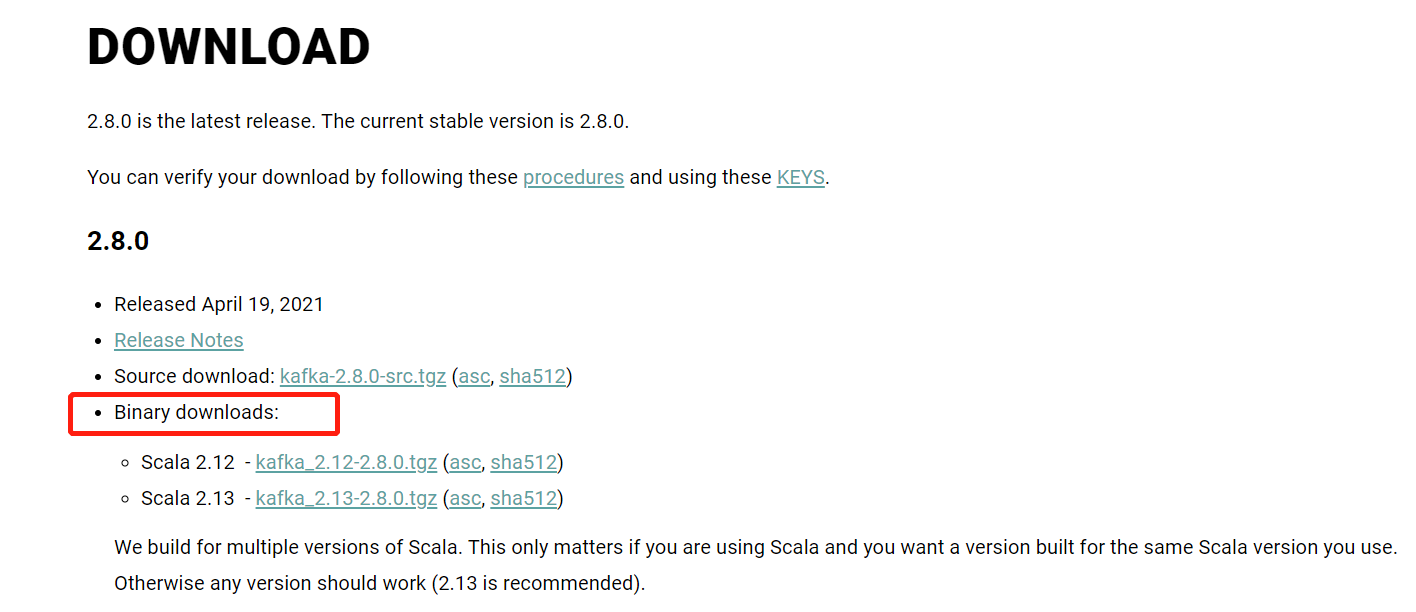 DOWNLOAD
2.8.0 is the latest release. The current stable version is 2.8.0.
You can verify your download by following these procedures and using these KEYS.
2.8.0
• Released April 19, 2021
• Release Notes
• Source download: kafka-2.8.0-src.tgz (asc, sha512)
• Binary downloads:
◦ Scala 2.12 - kafka_2.12-2.8.0.tgz (asc, sha512)
◦ Scala 2.13 - kafka_2.13-2.8.0.tgz (asc, sha512)
We build for multiple versions of Scala. This only matters if you are using Scala and you want a version built for the same Scala version you use.
Otherwise any version should work (2.13 is recommended).